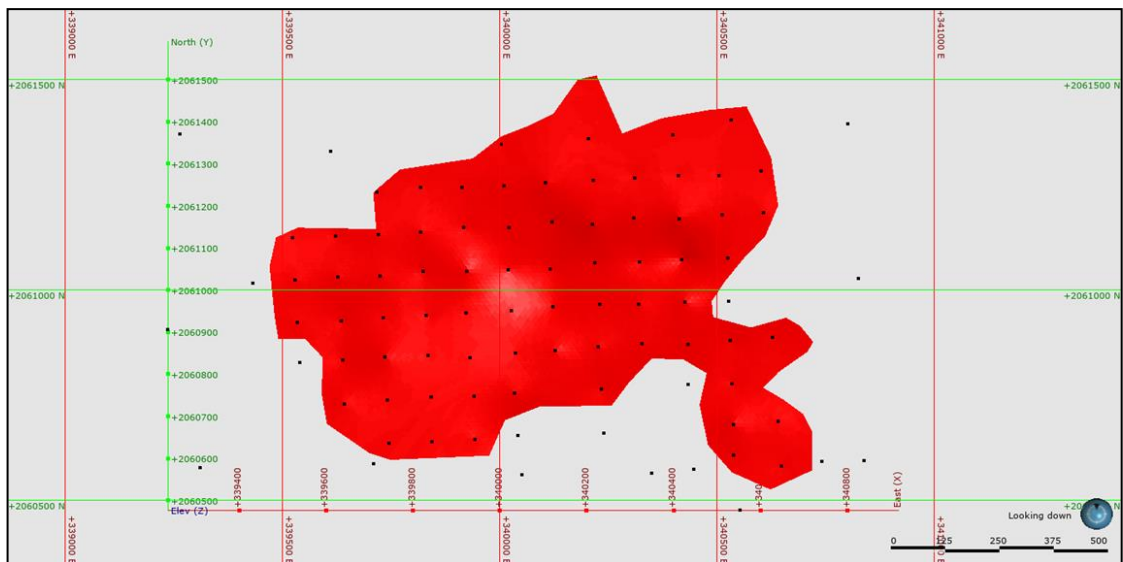 +339000 E
+339500 E
+340000 E
+340500 E
+341000 E
North (Y)
+2061500 N
+2061500
+2061500 N
+2061400
+2061300
+2061200
+2061100
+2061000 N
+2061000
+2061000 N
+2060900
+2060800
+2060700
+2060600
+2060500 N
+2060500
Elev (Z)
+339400
+339600
+339800
+340000
+340200
+340400
+340800
East (X)
Looking down
+339000 E
+339500 E
+340000 E
+340500 E
0 125 250 375 500